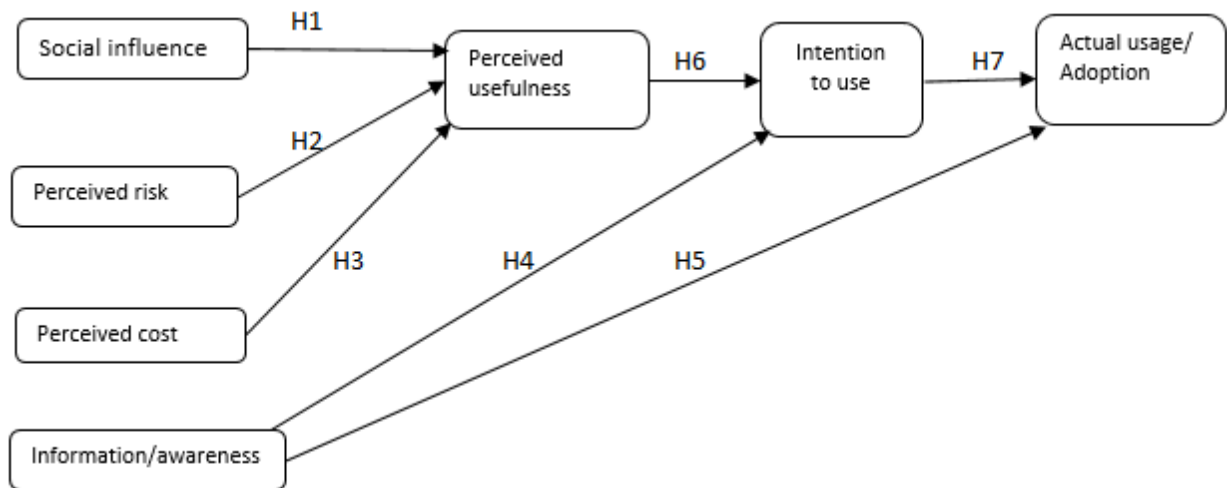 H1
Social influence
Perceived
usefulness
H6
Intention
to use
H7
Actual usage/
Adoption
H2
Perceived risk
H3
H4
H5
Perceived cost
Information/awareness